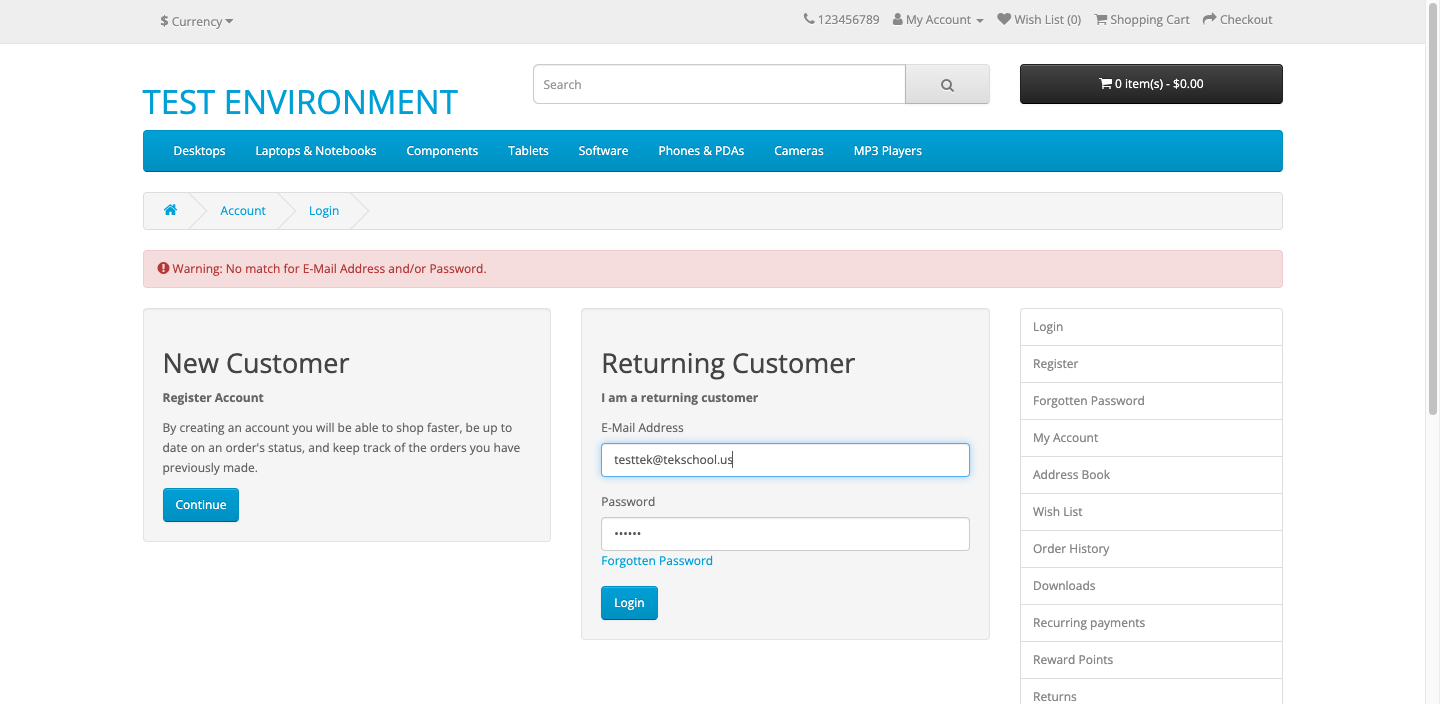 $ Currency
123456789 My Account Wish List (0) Shopping Cart Checkout
TEST ENVIRONMENT
Search
0 item(s) - $0.00
Desktops Laptops & Notebooks Components Tablets Software Phones & PDAs Cameras MP3 Players
Account Login
Warning: No match for E-Mail Address and/or Password.
New Customer
Register Account
By creating an account you will be able to shop faster, be up to
date on an order's status, and keep track of the orders you have
previously made.
Continue
Returning Customer
I am a returning customer
E-Mail Address
testtek@tekschool.us
Password
••••••
Forgotten Password
Login
Login
Register
Forgotten Password
My Account
Address Book
Wish List
Order History
Downloads
Recurring payments
Reward Points
Returns